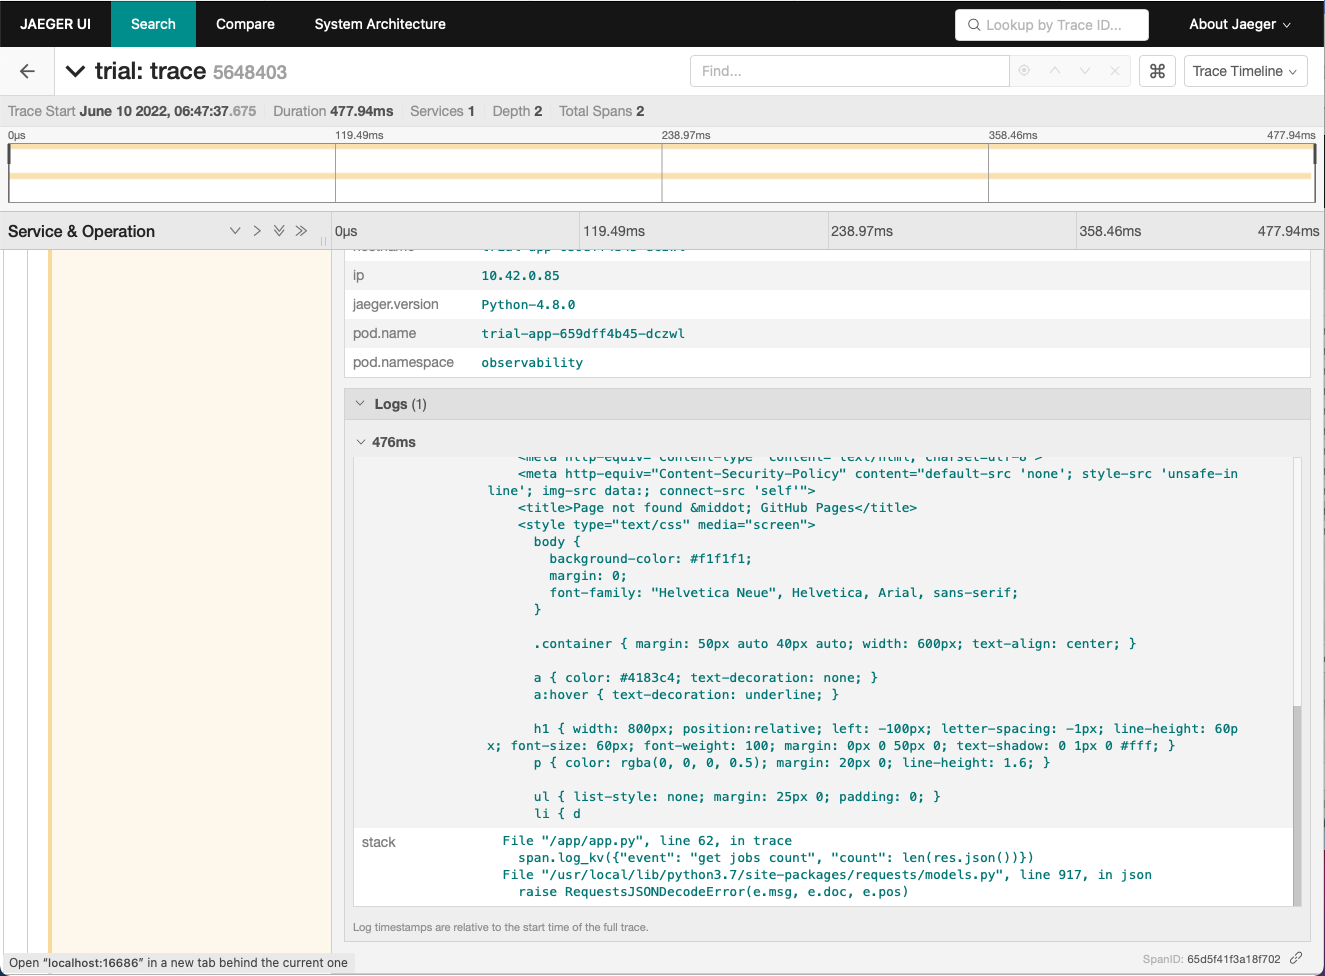 JAEGER UI
Search
Compare
System Architecture
Lookup by Trace ID...
About Jaeger
trial: trace 5648403
Find...
⌘
Trace Timeline
Trace Start June 10 2022, 06:47:37.675
Duration 477.94ms
Services 1
Depth 2
Total Spans 2
0μs
119.49ms
238.97ms
358.46ms
477.94ms
Service & Operation
0μs
119.49ms
238.97ms
358.46ms
477.94ms
ip 10.42.0.85
jaeger.version Python-4.8.0
pod.name trial-app-659dff4b45-dczwl
pod.namespace observability
Logs (1)
476ms
<meta http-equiv="Content-Type" content="text/html; charset=utf-8">
<meta http-equiv="Content-Security-Policy" content="default-src 'none'; style-src 'unsafe-in
line'; img-src data:; connect-src 'self'">
<title>Page not found &middot; GitHub Pages</title>
<style type="text/css" media="screen">
body {
background-color: #f1f1f1;
margin: 0;
font-family: "Helvetica Neue", Helvetica, Arial, sans-serif;
}
.container { margin: 50px auto 40px auto; width: 600px; text-align: center; }
a { color: #4183c4; text-decoration: none; }
a:hover { text-decoration: underline; }
h1 { width: 800px; position:relative; left: -100px; letter-spacing: -1px; line-height: 60p
x; font-size: 60px; font-weight: 100; margin: 0px 0 50px 0; text-shadow: 0 1px 0 #fff; }
p { color: rgba(0, 0, 0, 0.5); margin: 20px 0; line-height: 1.6; }
ul { list-style: none; margin: 25px 0; padding: 0; }
li { d
stack
File "/app/app.py", line 62, in trace
span.log_kv({"event": "get jobs count", "count": len(res.json())})
File "/usr/local/lib/python3.7/site-packages/requests/models.py", line 917, in json
raise RequestsJSONDecodeError(e.msg, e.doc, e.pos)
Log timestamps are relative to the start time of the full trace.
Open “localhost:16686” in a new tab behind the current one
SpanID: 65d5f41f3a18f702